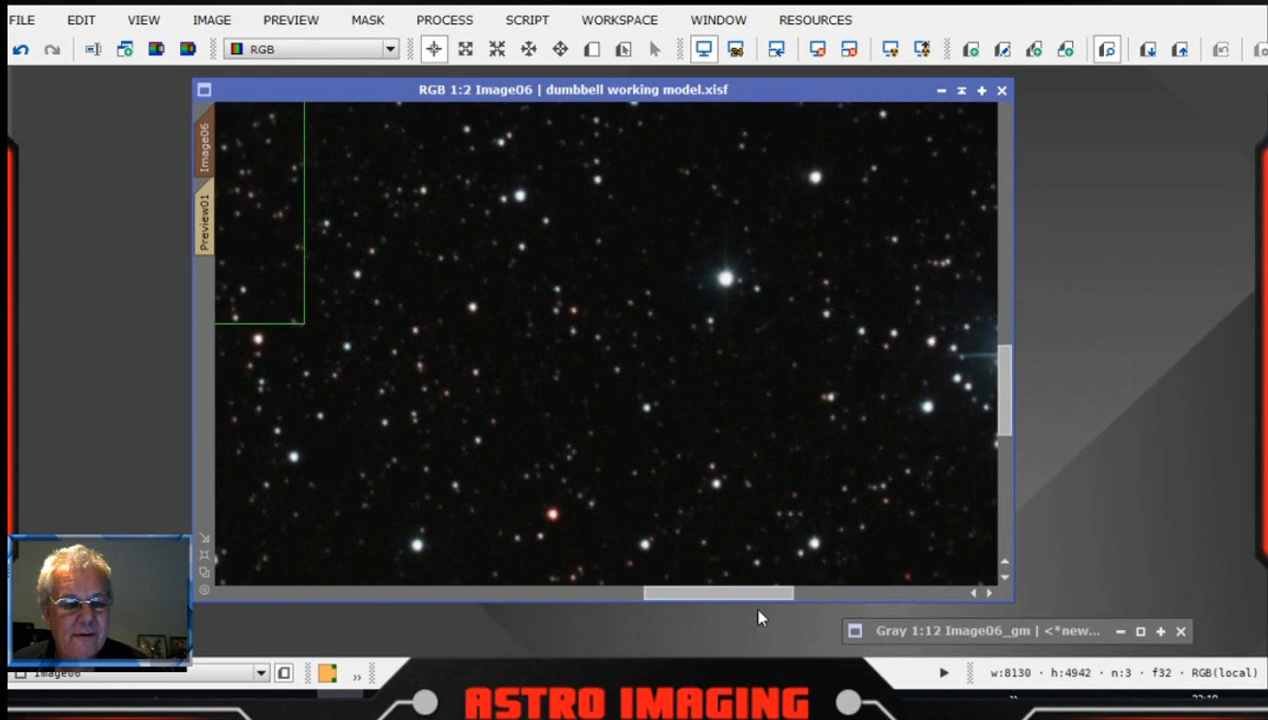 FILE EDIT VIEW IMAGE PREVIEW MASK PROCESS SCRIPT WORKSPACE WINDOW RESOURCES
RGB
RGB 1:2 Image06 | dumbbell working model.xisf
Image06
Preview01
Gray 1:12 Image06_gm | <*new...
Image06
w:8130 · h:4942 · n:3 · f32 · RGB(local)
ASTRO IMAGING